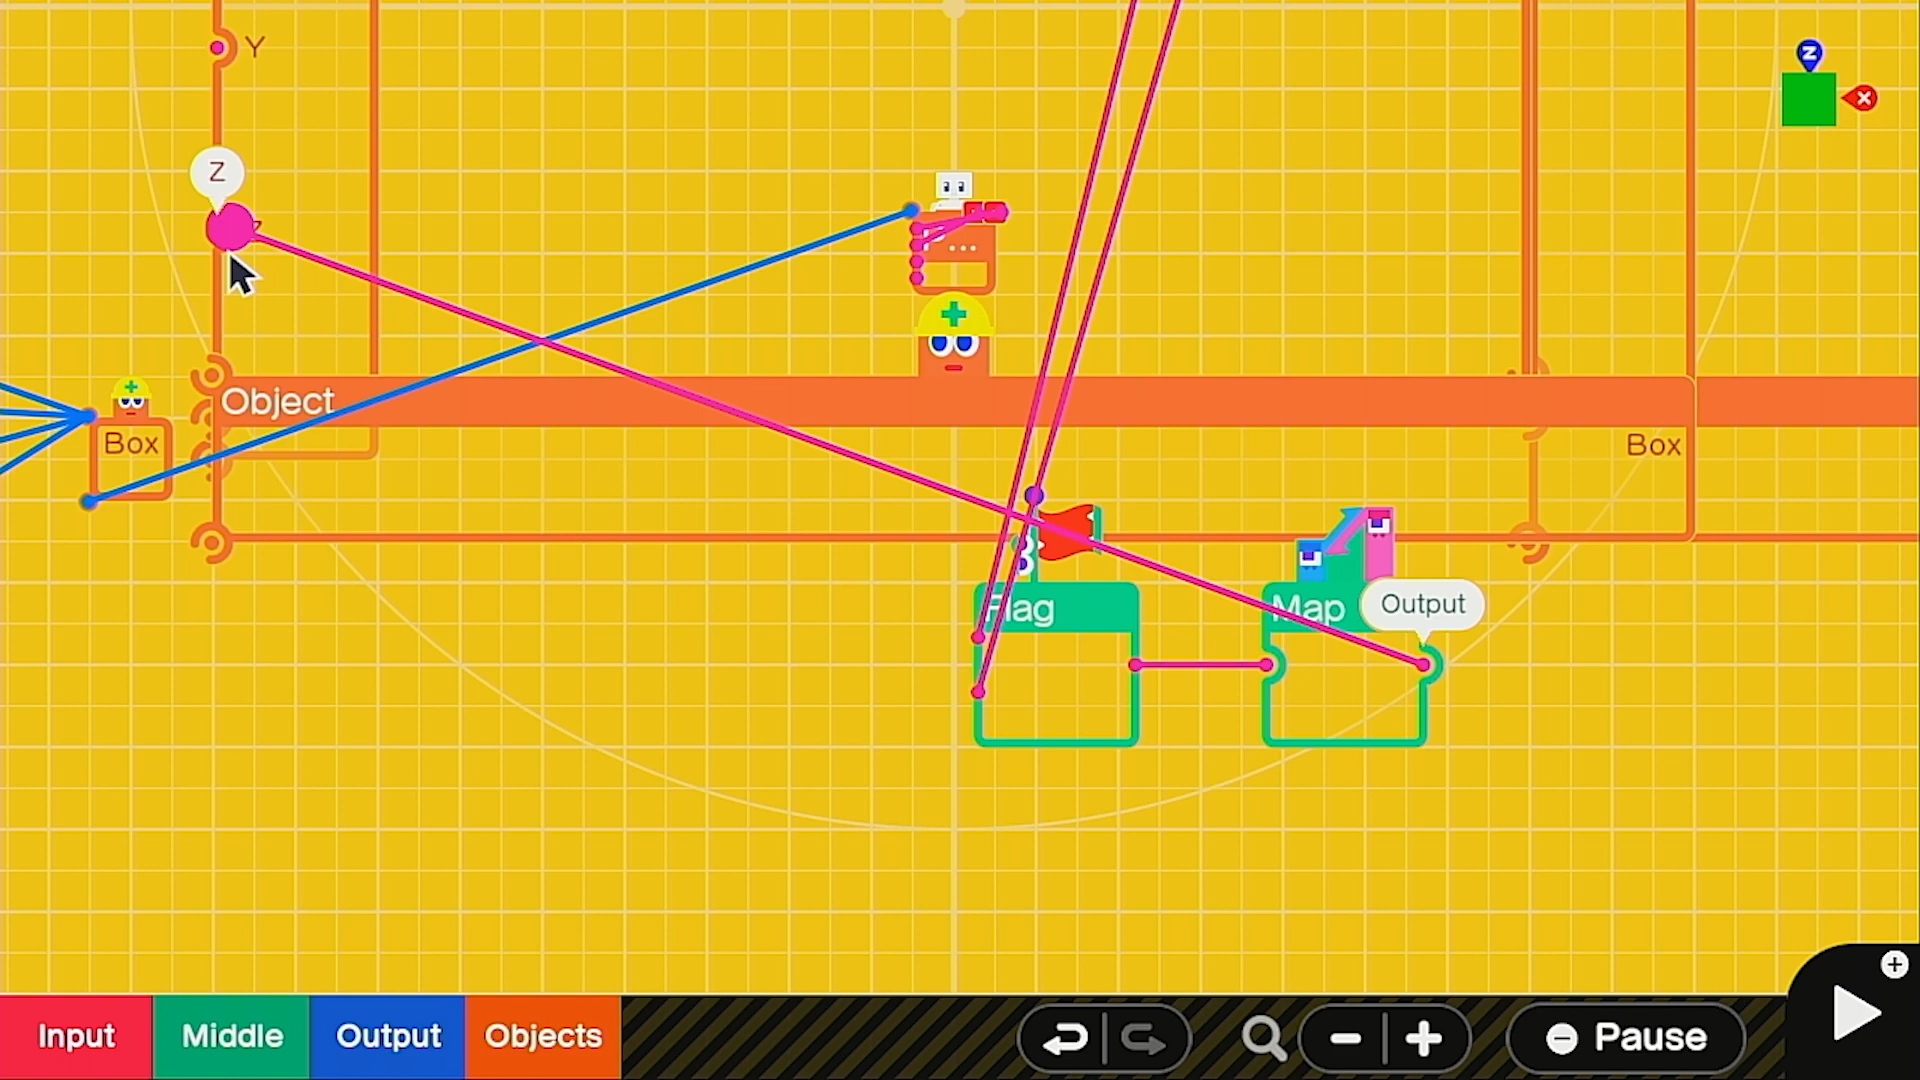 Y
Z
Z
X
Object
Box
Box
Flag
Map
Output
Input
Middle
Output
Objects
Pause